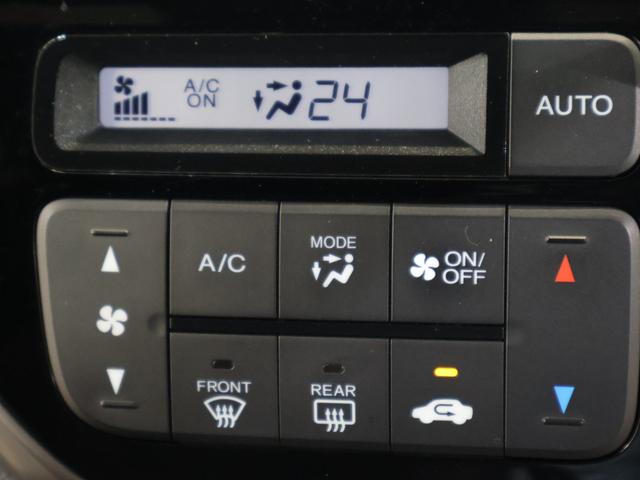 A/C
ON
24
AUTO
A/C
MODE
ON/
OFF
FRONT
REAR